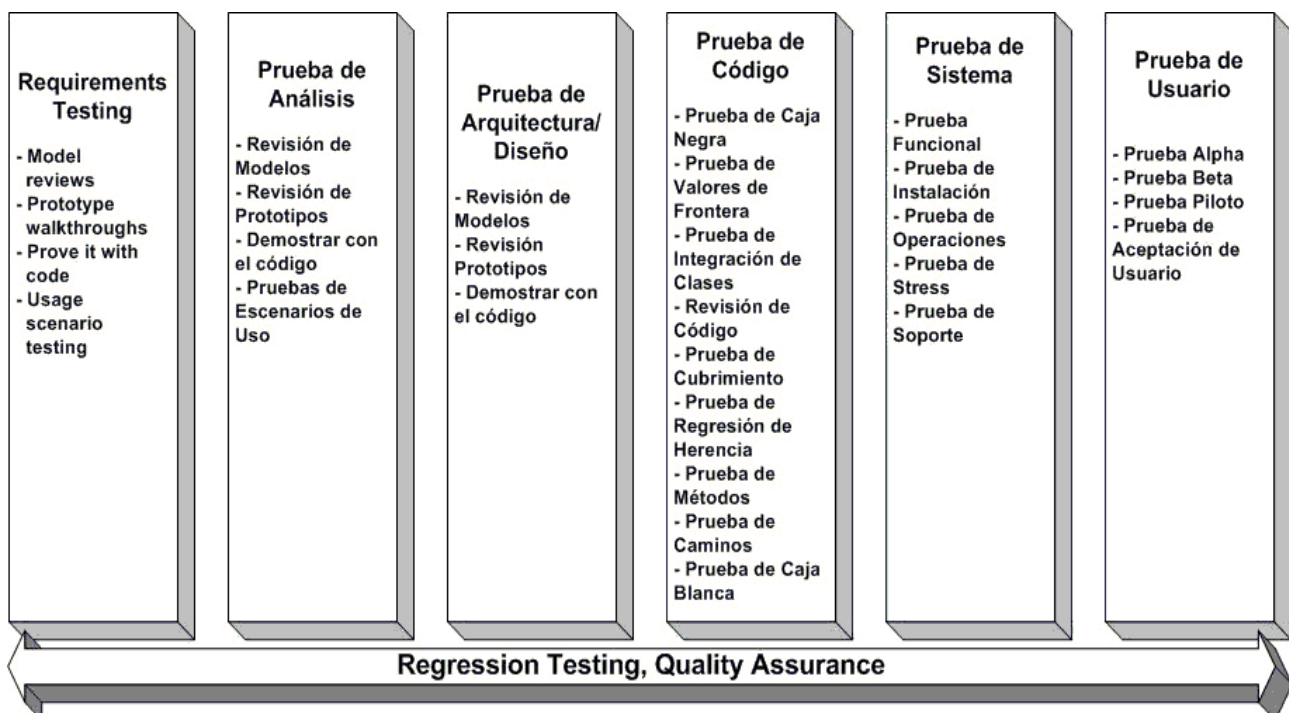 Requirements
Testing
- Model
reviews
- Prototype
walkthroughs
- Prove it with
code
- Usage
scenario
testing
Prueba de
Análisis
- Revisión de
Modelos
- Revisión de
Prototipos
- Demostrar con
el código
- Pruebas de
Escenarios de
Uso
Prueba de
Arquitectura/
Diseño
- Revisión de
Modelos
- Revisión
Prototipos
- Demostrar con
el código
Prueba de
Código
- Prueba de Caja
Negra
- Prueba de
Valores de
Frontera
- Prueba de
Integración de
Clases
- Revisión de
Código
- Prueba de
Cubrimiento
- Prueba de
Regresión de
Herencia
- Prueba de
Métodos
- Prueba de
Caminos
- Prueba de Caja
Blanca
Prueba de
Sistema
- Prueba
Funcional
- Prueba de
Instalación
- Prueba de
Operaciones
- Prueba de
Stress
- Prueba de
Soporte
Prueba de
Usuario
- Prueba Alpha
- Prueba Beta
- Prueba Piloto
- Prueba de
Aceptación de
Usuario
Regression Testing, Quality Assurance